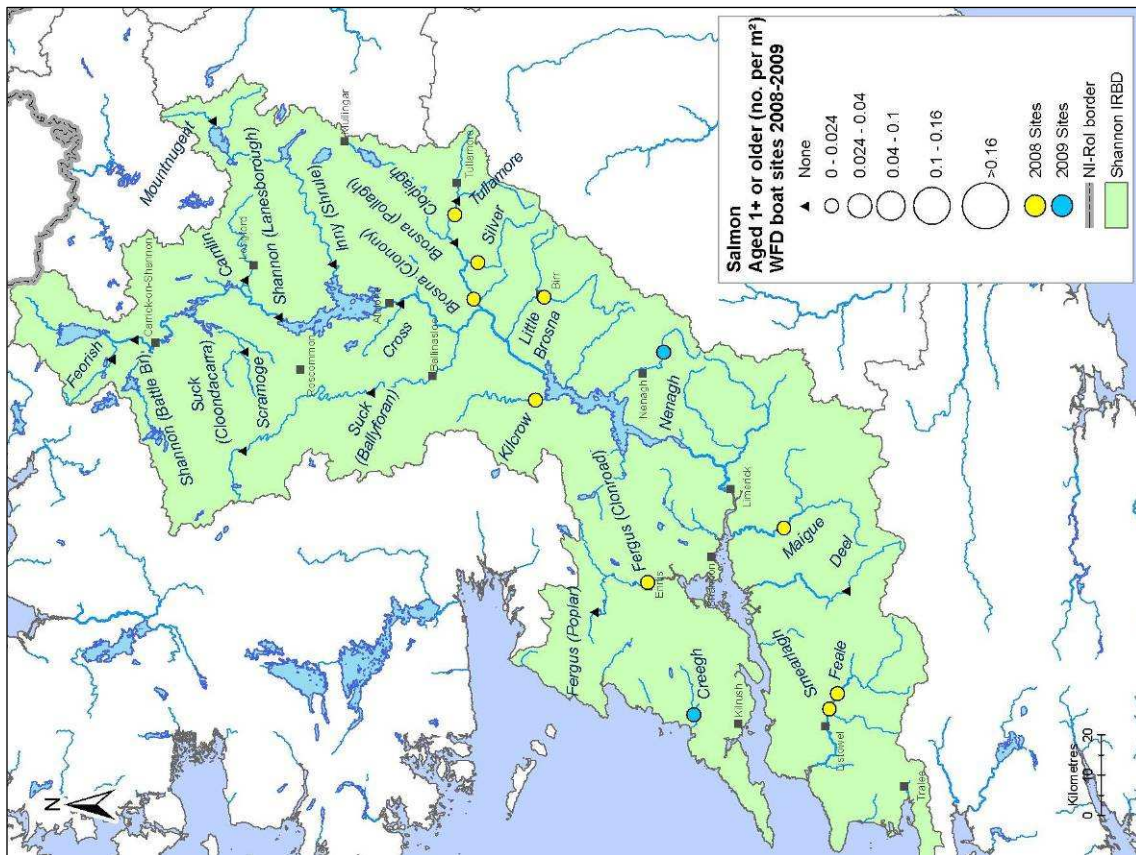 N
Feorish
Shannon (Battle Br)
Carrick-on-Shannon
Mountnugent
Camlin
Longford
Shannon (Lanesborough)
Suck
(Cloondacarra)
Scramoge
Roscommon
Inny (Shrule)
Mullingar
Suck
(Ballyforan)
Ballinasloe
Cross
Brosna (Pollagh)
Brosna (Clonony)
Clodiagh
Tullamore
Tullamore
Silver
Little
Brosna
Birr
Kilcrow
Nenagh
Nenagh
Fergus (Clonroad)
Fergus (Poplar)
Ennis
Shannon
Limerick
Creegh
Kilrush
Maigue
Deel
Smearlagh
Feale
Listowel
Tralee
Kilometres
0 10 20
Salmon
Aged 1+ or older (no. per m²)
WFD boat sites 2008-2009
None
0 - 0.024
0.024 - 0.04
0.04 - 0.1
0.1 - 0.16
>0.16
2008 Sites
2009 Sites
NI-RoI border
Shannon IRBD